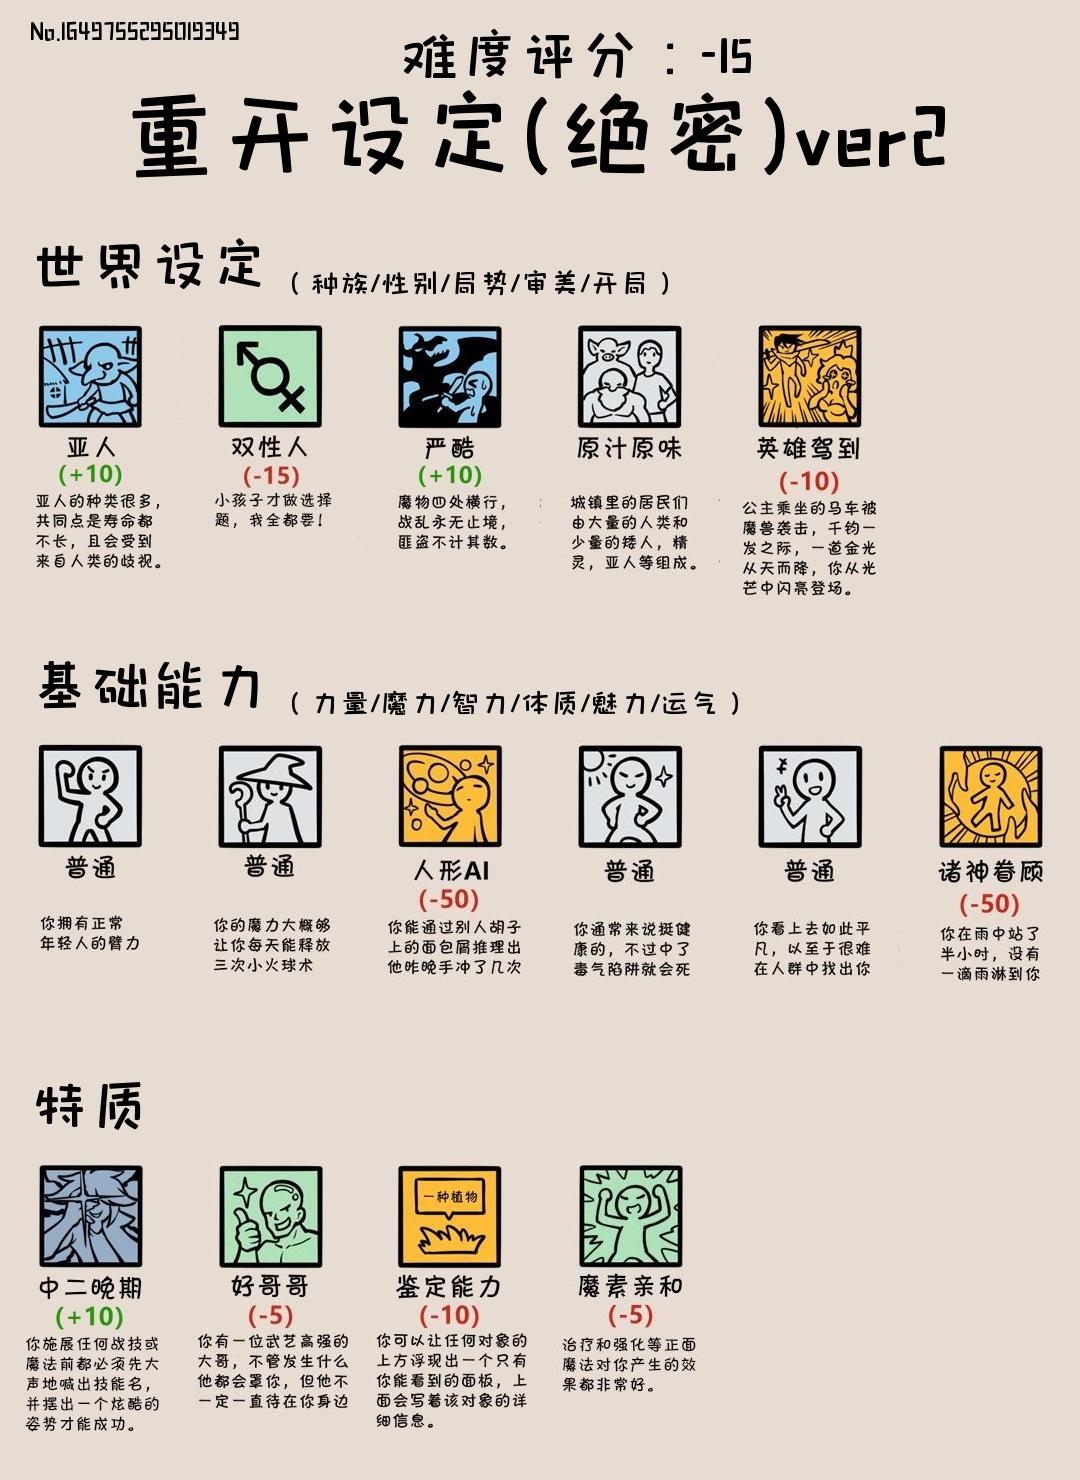 No.1649755295019349
难度评分：-15
重开设定(绝密)ver2
世界设定（种族/性别/局势/审美/开局）
亚人
(+10)
亚人的种类很多，
共同点是寿命都
不长，且会受到
来自人类的歧视。
双性人
(-15)
小孩子才做选择
题，我全都要！
严酷
(+10)
魔物四处横行，
战乱永无止境，
匪盗不计其数。
原汁原味
城镇里的居民们
由大量的人类和
少量的矮人，精
灵，亚人等组成。
英雄驾到
(-10)
公主乘坐的马车被
魔兽袭击，千钧一
发之际，一道金光
从天而降，你从光
芒中闪亮登场。
基础能力（力量/魔力/智力/体质/魅力/运气）
普通
你拥有正常
年轻人的臂力
普通
你的魔力大概够
让你每天能释放
三次小火球术
人形AI
(-50)
你能通过别人胡子
上的面包屑推理出
他昨晚手冲了几次
普通
你通常来说挺健
康的，不过中了
毒气陷阱就会死
普通
你看上去如此平
凡，以至于很难
在人群中找出你
诸神眷顾
(-50)
你在雨中站了
半小时，没有
一滴雨淋到你
特质
中二晚期
(+10)
你施展任何战技或
魔法前都必须先大
声地喊出技能名，
并摆出一个炫酷的
姿势才能成功。
好哥哥
(-5)
你有一位武艺高强的
大哥，不管发生什么
他都会罩你，但他不
一定一直待在你身边
一种植物
鉴定能力
(-10)
你可以让任何对象的
上方浮现出一个只有
你能看到的面板，上
面会写着该对象的详
细信息。
魔素亲和
(-5)
治疗和强化等正面
魔法对你产生的效
果都非常好。